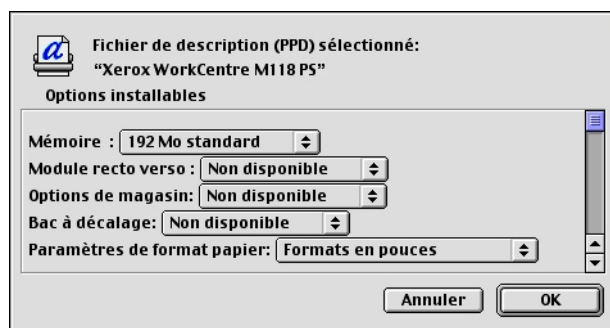 Fichier de description (PPD) sélectionné:
“Xerox WorkCentre M118 PS”
Options installables
Mémoire : 192 Mo standard
Module recto verso : Non disponible
Options de magasin: Non disponible
Bac à décalage: Non disponible
Paramètres de format papier: Formats en pouces
Annuler OK